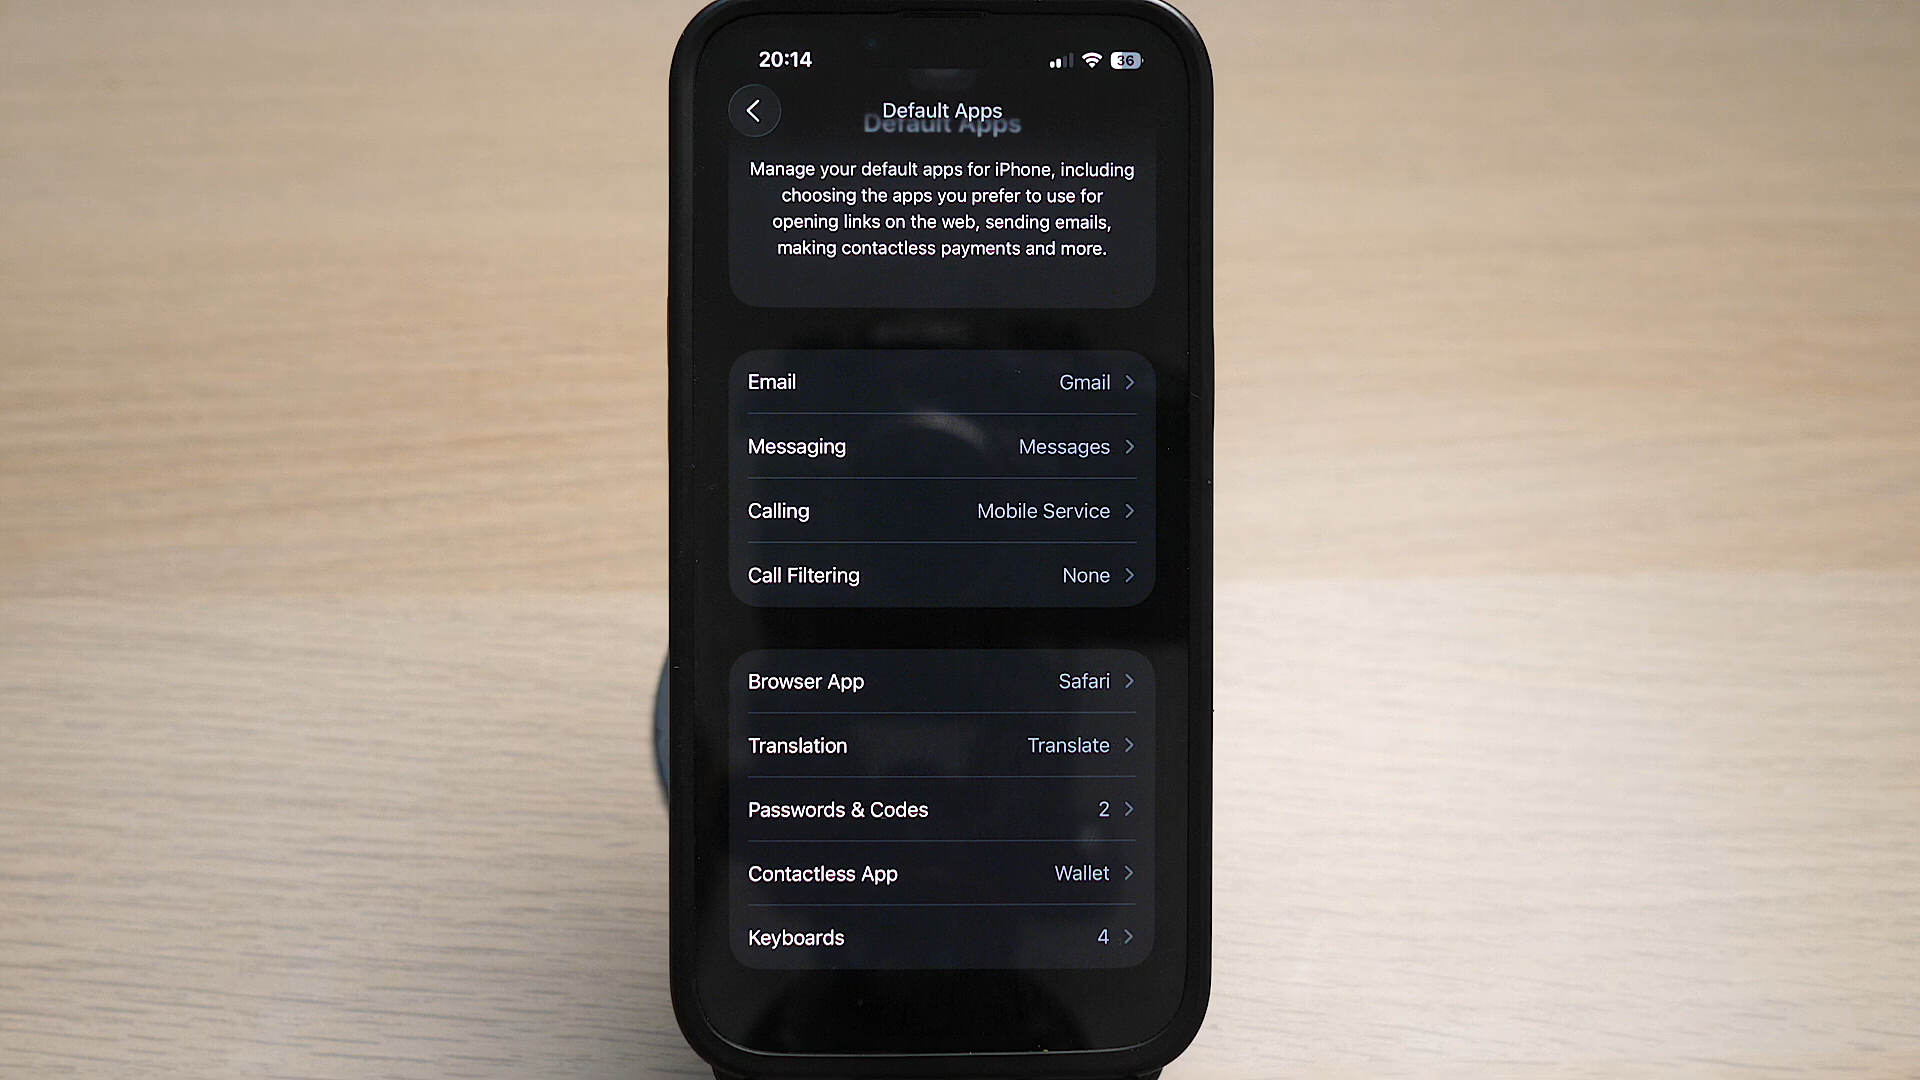 20:14
36
Default Apps
Default Apps
Manage your default apps for iPhone, including
choosing the apps you prefer to use for
opening links on the web, sending emails,
making contactless payments and more.
Email Gmail
Messaging Messages
Calling Mobile Service
Call Filtering None
Browser App Safari
Translation Translate
Passwords & Codes 2
Contactless App Wallet
Keyboards 4